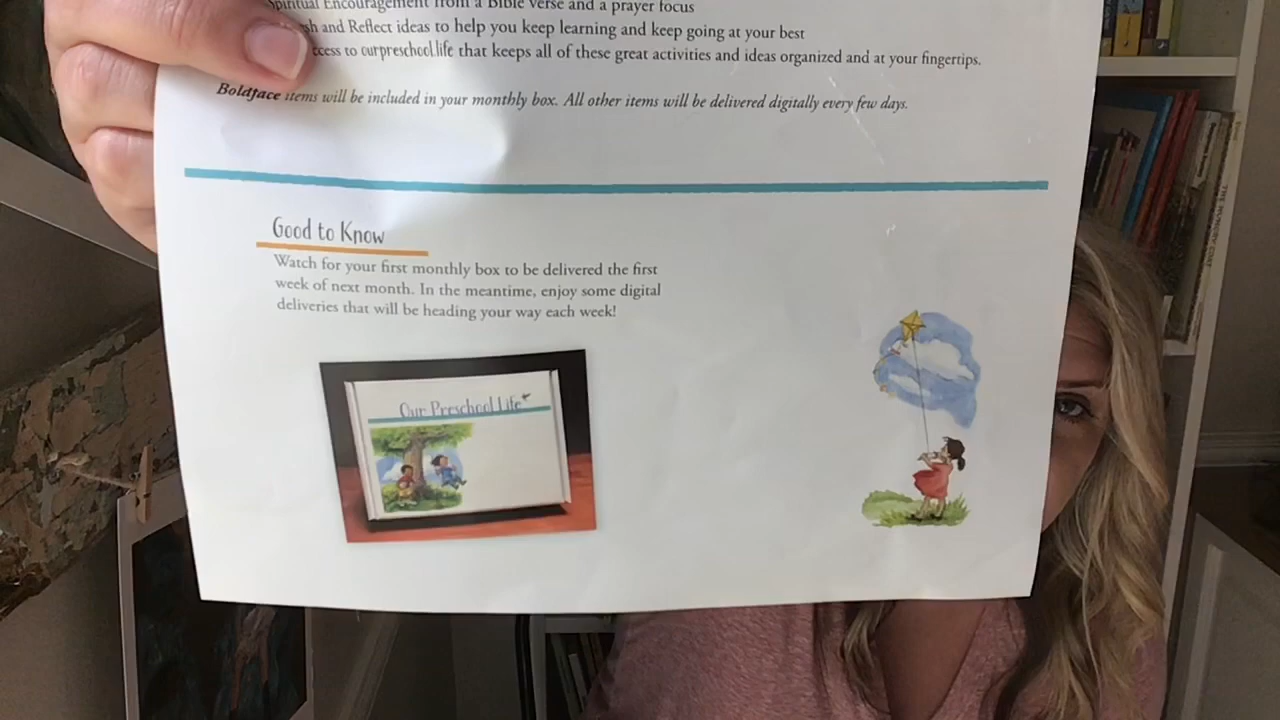 Spiritual Encouragement from a Bible verse and a prayer focus
and Reflect ideas to help you keep learning and keep going at your best
to ourpreschool.life that keeps all of these great activities and ideas organized and at your fingertips.
Boldface items will be included in your monthly box. All other items will be delivered digitally every few days.
Good to Know
Watch for your first monthly box to be delivered the first
week of next month. In the meantime, enjoy some digital
deliveries that will be heading your way each week!
Our Preschool Life